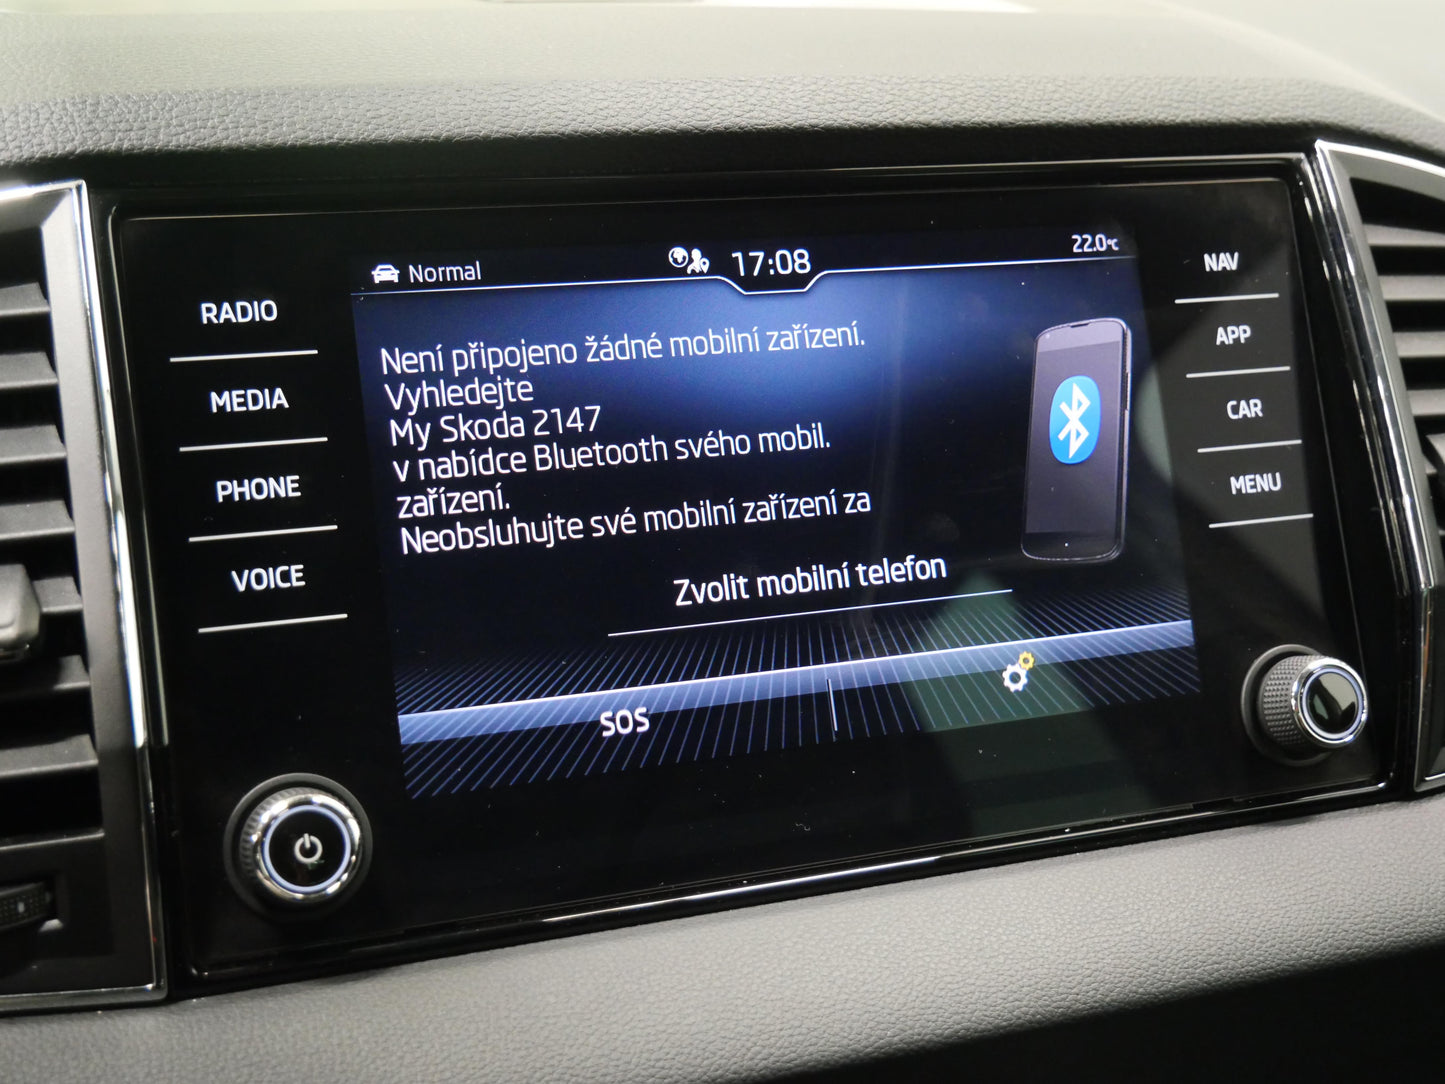 Normal
17:08
22.0°C
RADIO
MEDIA
PHONE
VOICE
Není připojeno žádné mobilní zařízení.
Vyhledejte
My Skoda 2147
v nabídce Bluetooth svého mobil.
zařízení.
Neobsluhujte své mobilní zařízení za
Zvolit mobilní telefon
SOS
NAV
APP
CAR
MENU